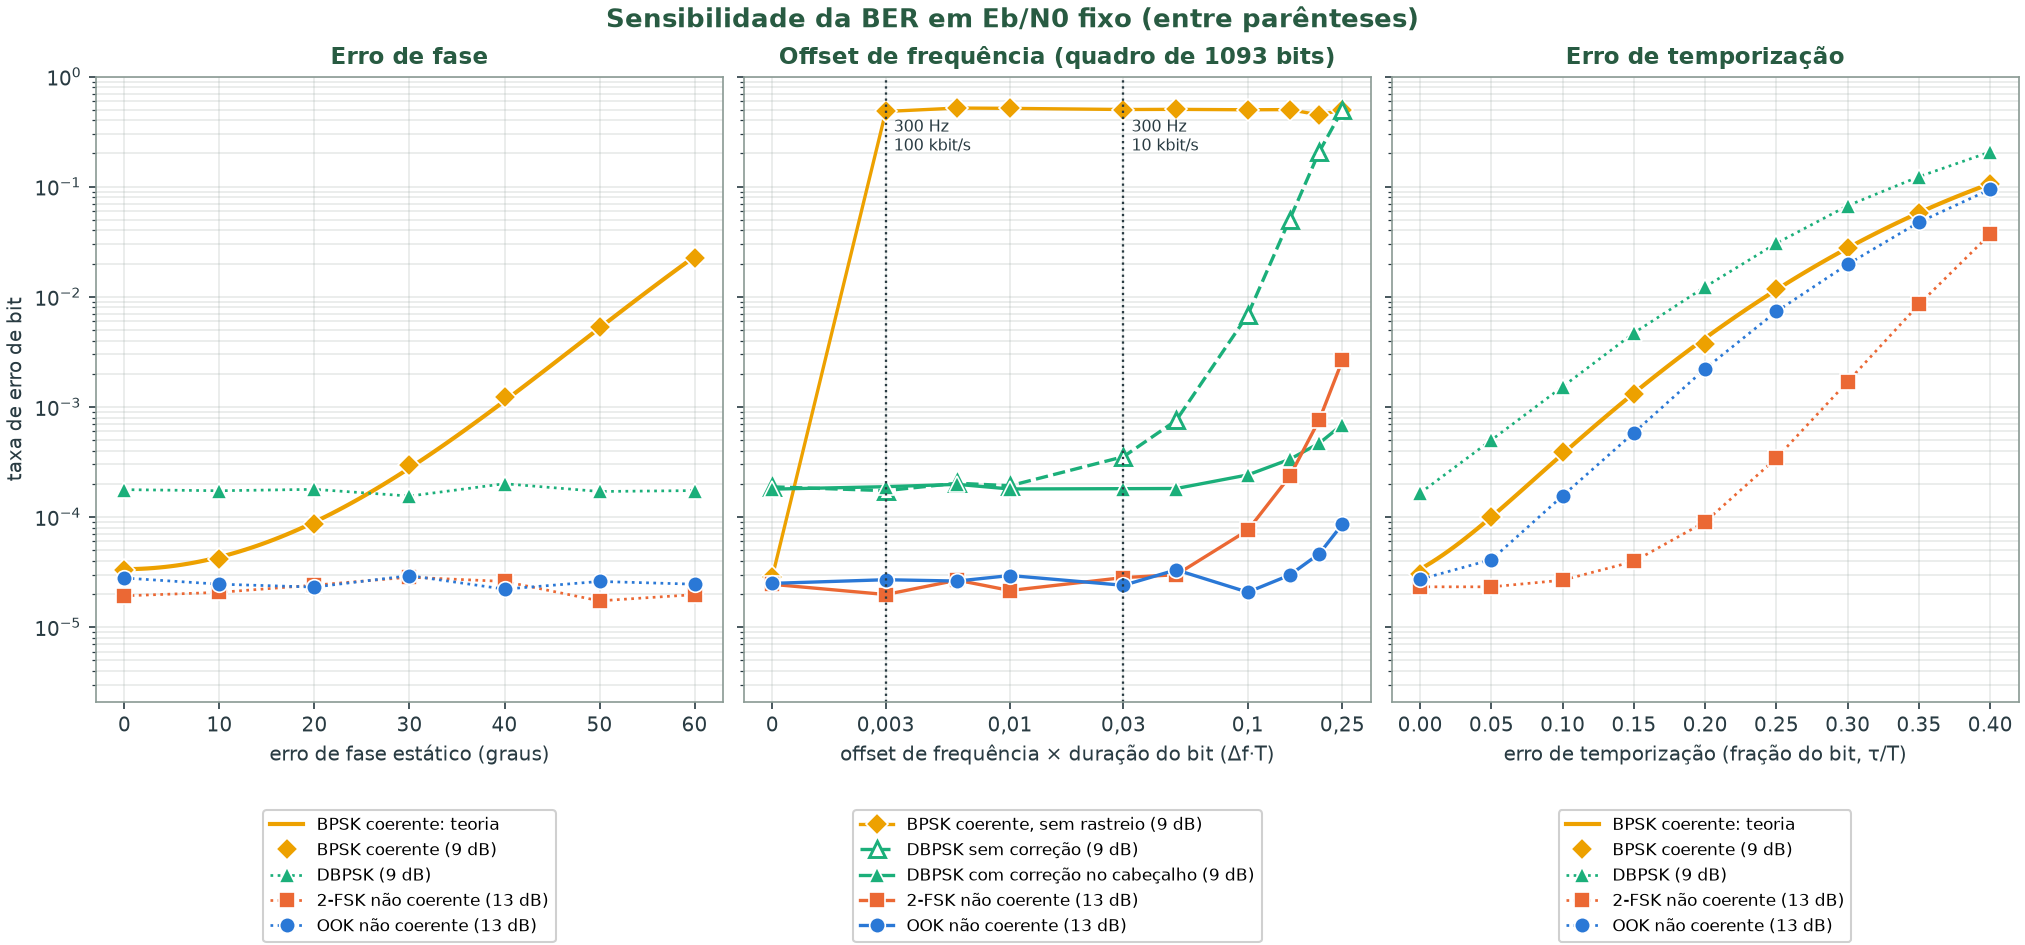 Sensibilidade da BER em Eb/N0 fixo (entre parênteses)
Erro de fase
Offset de frequência (quadro de 1093 bits)
Erro de temporização
taxa de erro de bit
10⁰
10⁻¹
10⁻²
10⁻³
10⁻⁴
10⁻⁵
300 Hz
100 kbit/s
300 Hz
10 kbit/s
0 10 20 30 40 50 60
erro de fase estático (graus)
0 0,003 0,01 0,03 0,1 0,25
offset de frequência × duração do bit (Δf·T)
0.00 0.05 0.10 0.15 0.20 0.25 0.30 0.35 0.40
erro de temporização (fração do bit, τ/T)
BPSK coerente: teoria
BPSK coerente (9 dB)
DBPSK (9 dB)
2-FSK não coerente (13 dB)
OOK não coerente (13 dB)
BPSK coerente, sem rastreio (9 dB)
DBPSK sem correção (9 dB)
DBPSK com correção no cabeçalho (9 dB)
2-FSK não coerente (13 dB)
OOK não coerente (13 dB)
BPSK coerente: teoria
BPSK coerente (9 dB)
DBPSK (9 dB)
2-FSK não coerente (13 dB)
OOK não coerente (13 dB)